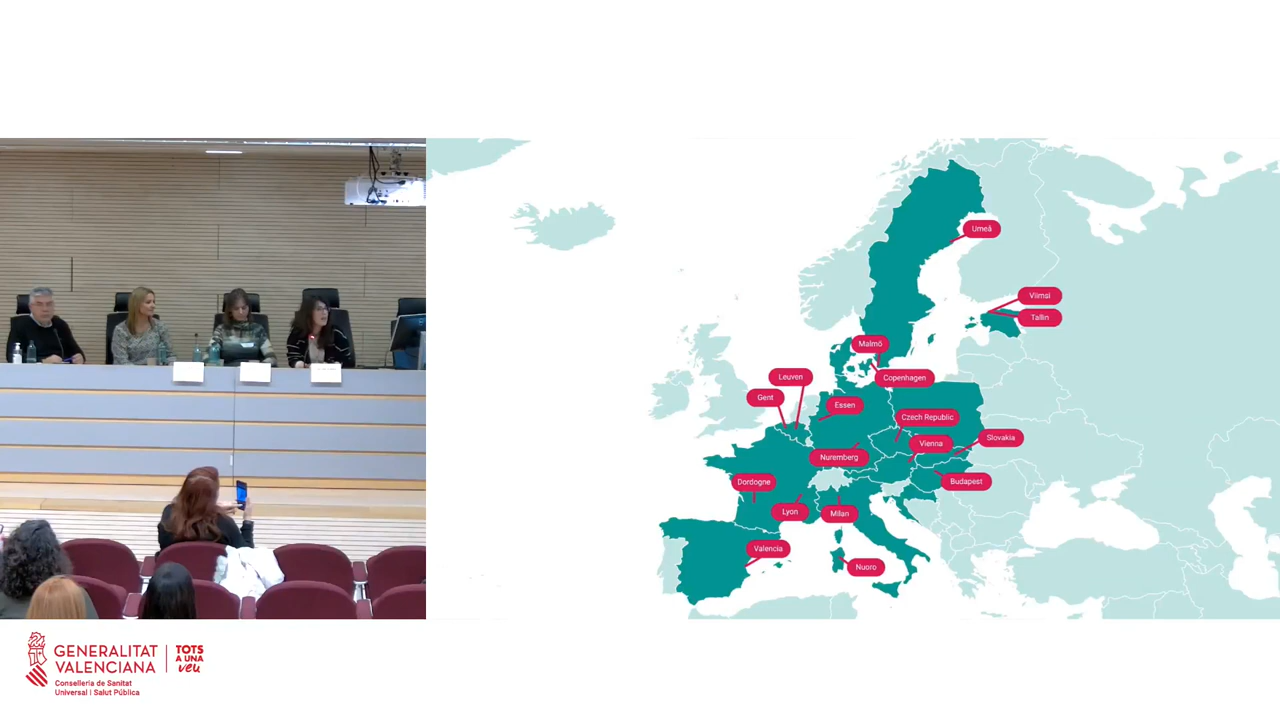 Umeå
Viimsi
Tallin
Malmö
Leuven
Copenhagen
Gent
Essen
Czech Republic
Vienna
Slovakia
Nuremberg
Dordogne
Budapest
Lyon
Milan
Valencia
Nuoro
GENERALITAT
VALENCIANA
Conselleria de Sanitat
Universal i Salut Pública
TOTS
A UNA
veu